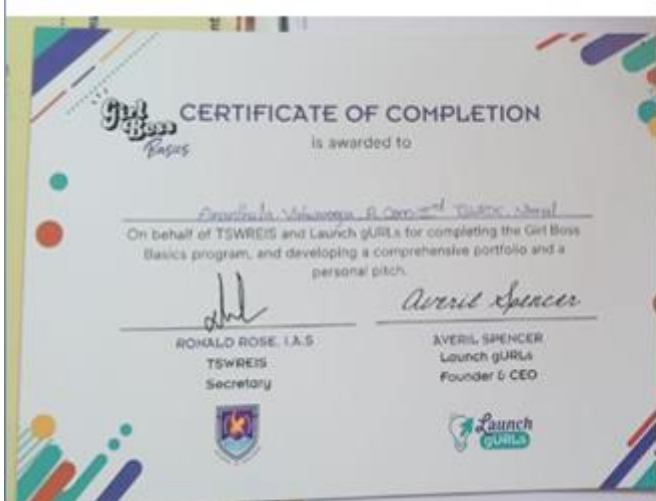 Girl
Boss
Basics
CERTIFICATE OF COMPLETION
is awarded to
On behalf of TSWREIS and Launch gURLs for completing the Girl Boss
Basics program, and developing a comprehensive portfolio and a
personal pitch.
averil spencer
RONALD ROSE. I.A.S
TSWREIS
Secretary
AVERIL SPENCER
Launch gURLs
Founder & CEO
Launch
gURLs